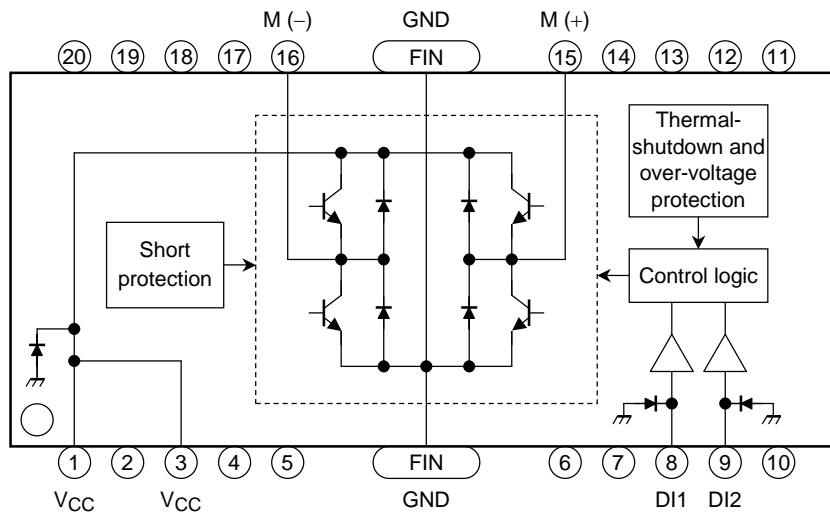 M (−) GND M (+)
20 19 18 17 16 FIN 15 14 13 12 11
Thermal-
shutdown and
over-voltage
protection
Short
protection
Control logic
1 2 3 4 5 FIN 6 7 8 9 10
VCC VCC GND DI1 DI2